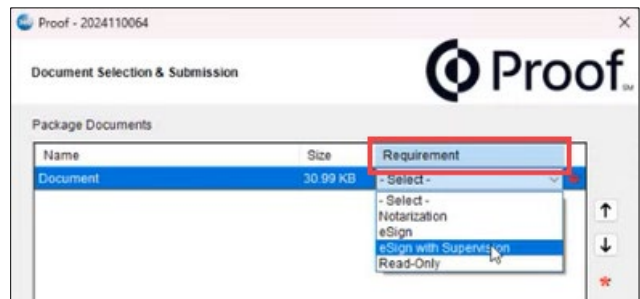 Proof - 2024110064
Document Selection & Submission
Proof.
Package Documents
Name Size Requirement
Document 30.99 KB - Select -
- Select -
Notarization
eSign
eSign with Supervision
Read-Only